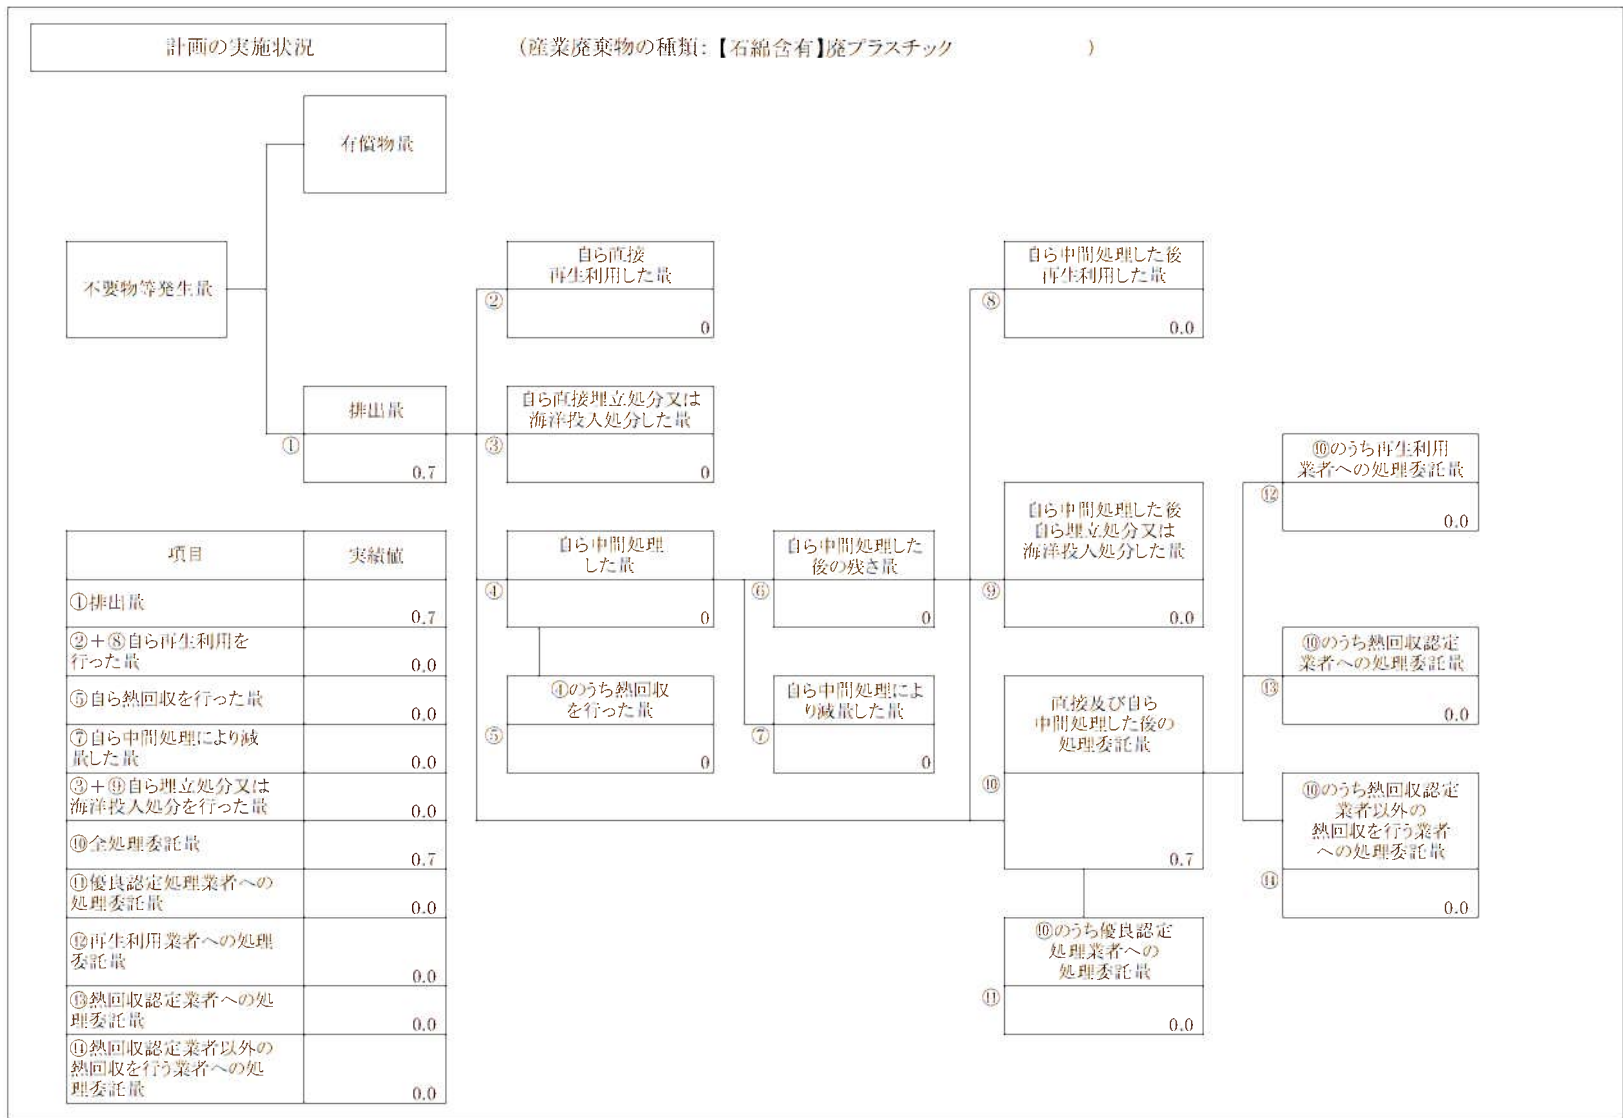 計画の実施状況
(産業廃棄物の種類:【石綿含有】廃プラスチック )
有償物量
不要物等発生量
自ら直接
再生利用した量
②
0
自ら中間処理した後
再生利用した量
⑧
0.0
排出量
①
0.7
自ら直接埋立処分又は
海洋投入処分した量
③
0
⑩のうち再生利用
業者への処理委託量
⑫
0.0
自ら中間処理
した量
④
0
自ら中間処理した
後の残さ量
⑥
0
自ら中間処理した後
自ら埋立処分又は
海洋投入処分した量
⑨
0.0
⑩のうち熱回収認定
業者への処理委託量
⑬
0.0
④のうち熱回収
を行った量
⑤
0
自ら中間処理によ
り減量した量
⑦
0
直接及び自ら
中間処理した後の
処理委託量
⑩
0.7
⑩のうち熱回収認定
業者以外の
熱回収を行う業者
への処理委託量
⑭
0.0
⑩のうち優良認定
処理業者への
処理委託量
⑪
0.0
項目 実績値
①排出量
0.7
②+⑧自ら再生利用を
行った量
0.0
⑤自ら熱回収を行った量
0.0
⑦自ら中間処理により減
量した量
0.0
③+⑨自ら埋立処分又は
海洋投入処分を行った量
0.0
⑩全処理委託量
0.7
⑪優良認定処理業者への
処理委託量
0.0
⑫再生利用業者への処理
委託量
0.0
⑬熱回収認定業者への処
理委託量
0.0
⑭熱回収認定業者以外の
熱回収を行う業者への処
理委託量
0.0